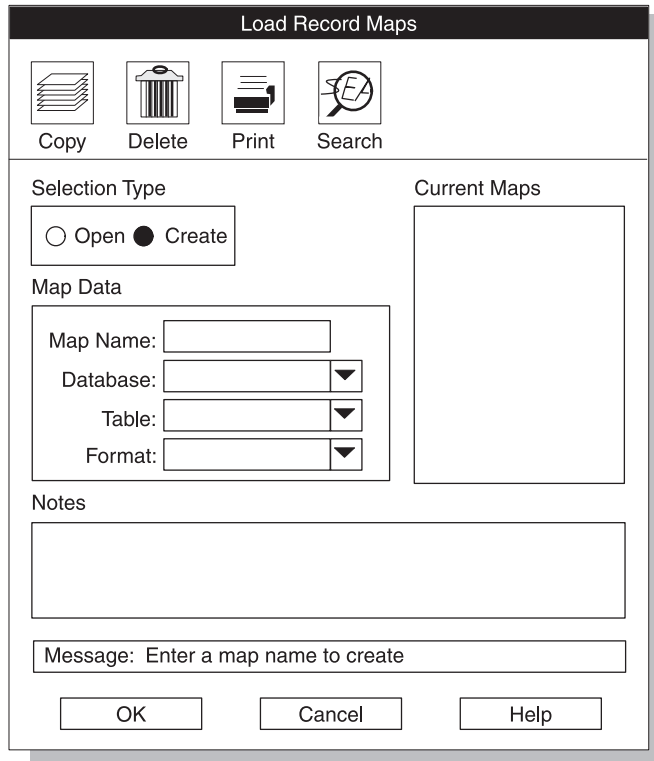 Load Record Maps
SEA
Copy Delete Print Search
Selection Type
Current Maps
Open Create
Map Data
Map Name:
Database:
Table:
Format:
Notes
Message: Enter a map name to create
OK Cancel Help